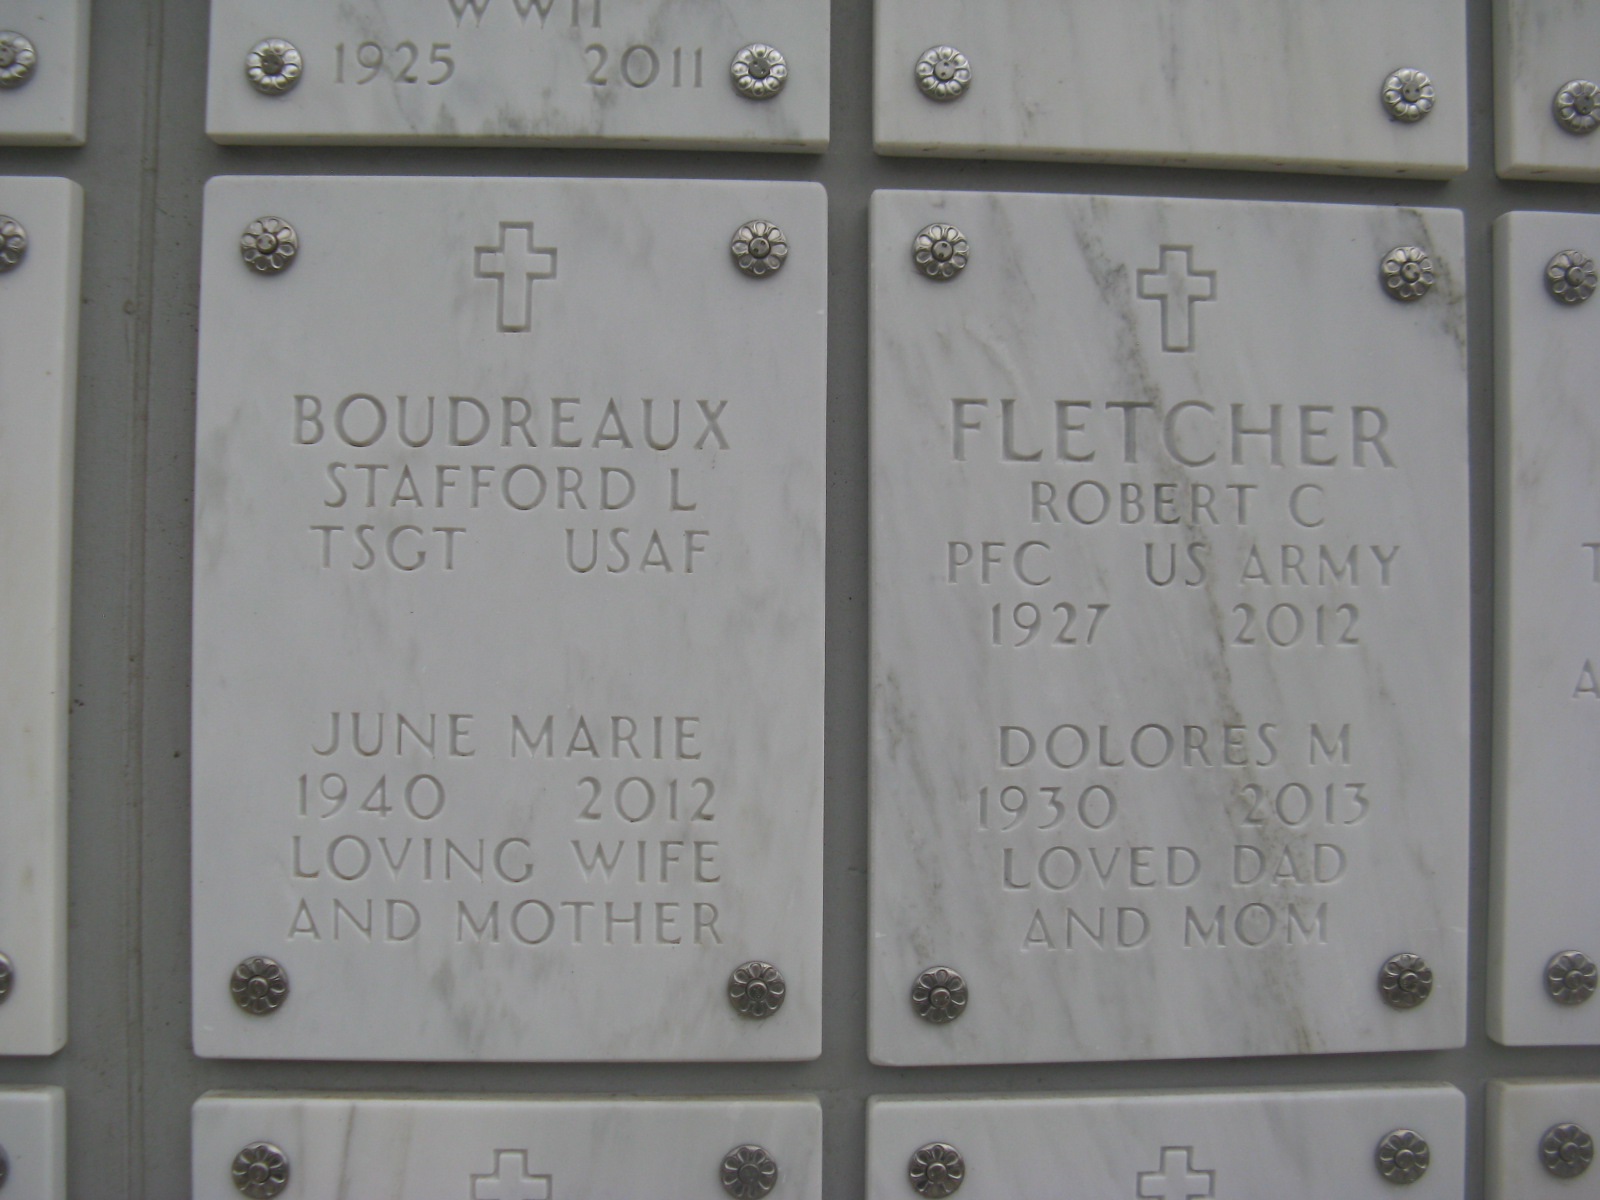 WWII
1925 2011
BOUDREAUX
STAFFORD L
TSGT USAF
JUNE MARIE
1940 2012
LOVING WIFE
AND MOTHER
FLETCHER
ROBERT C
PFC US ARMY
1927 2012
DOLORES M
1930 2013
LOVED DAD
AND MOM